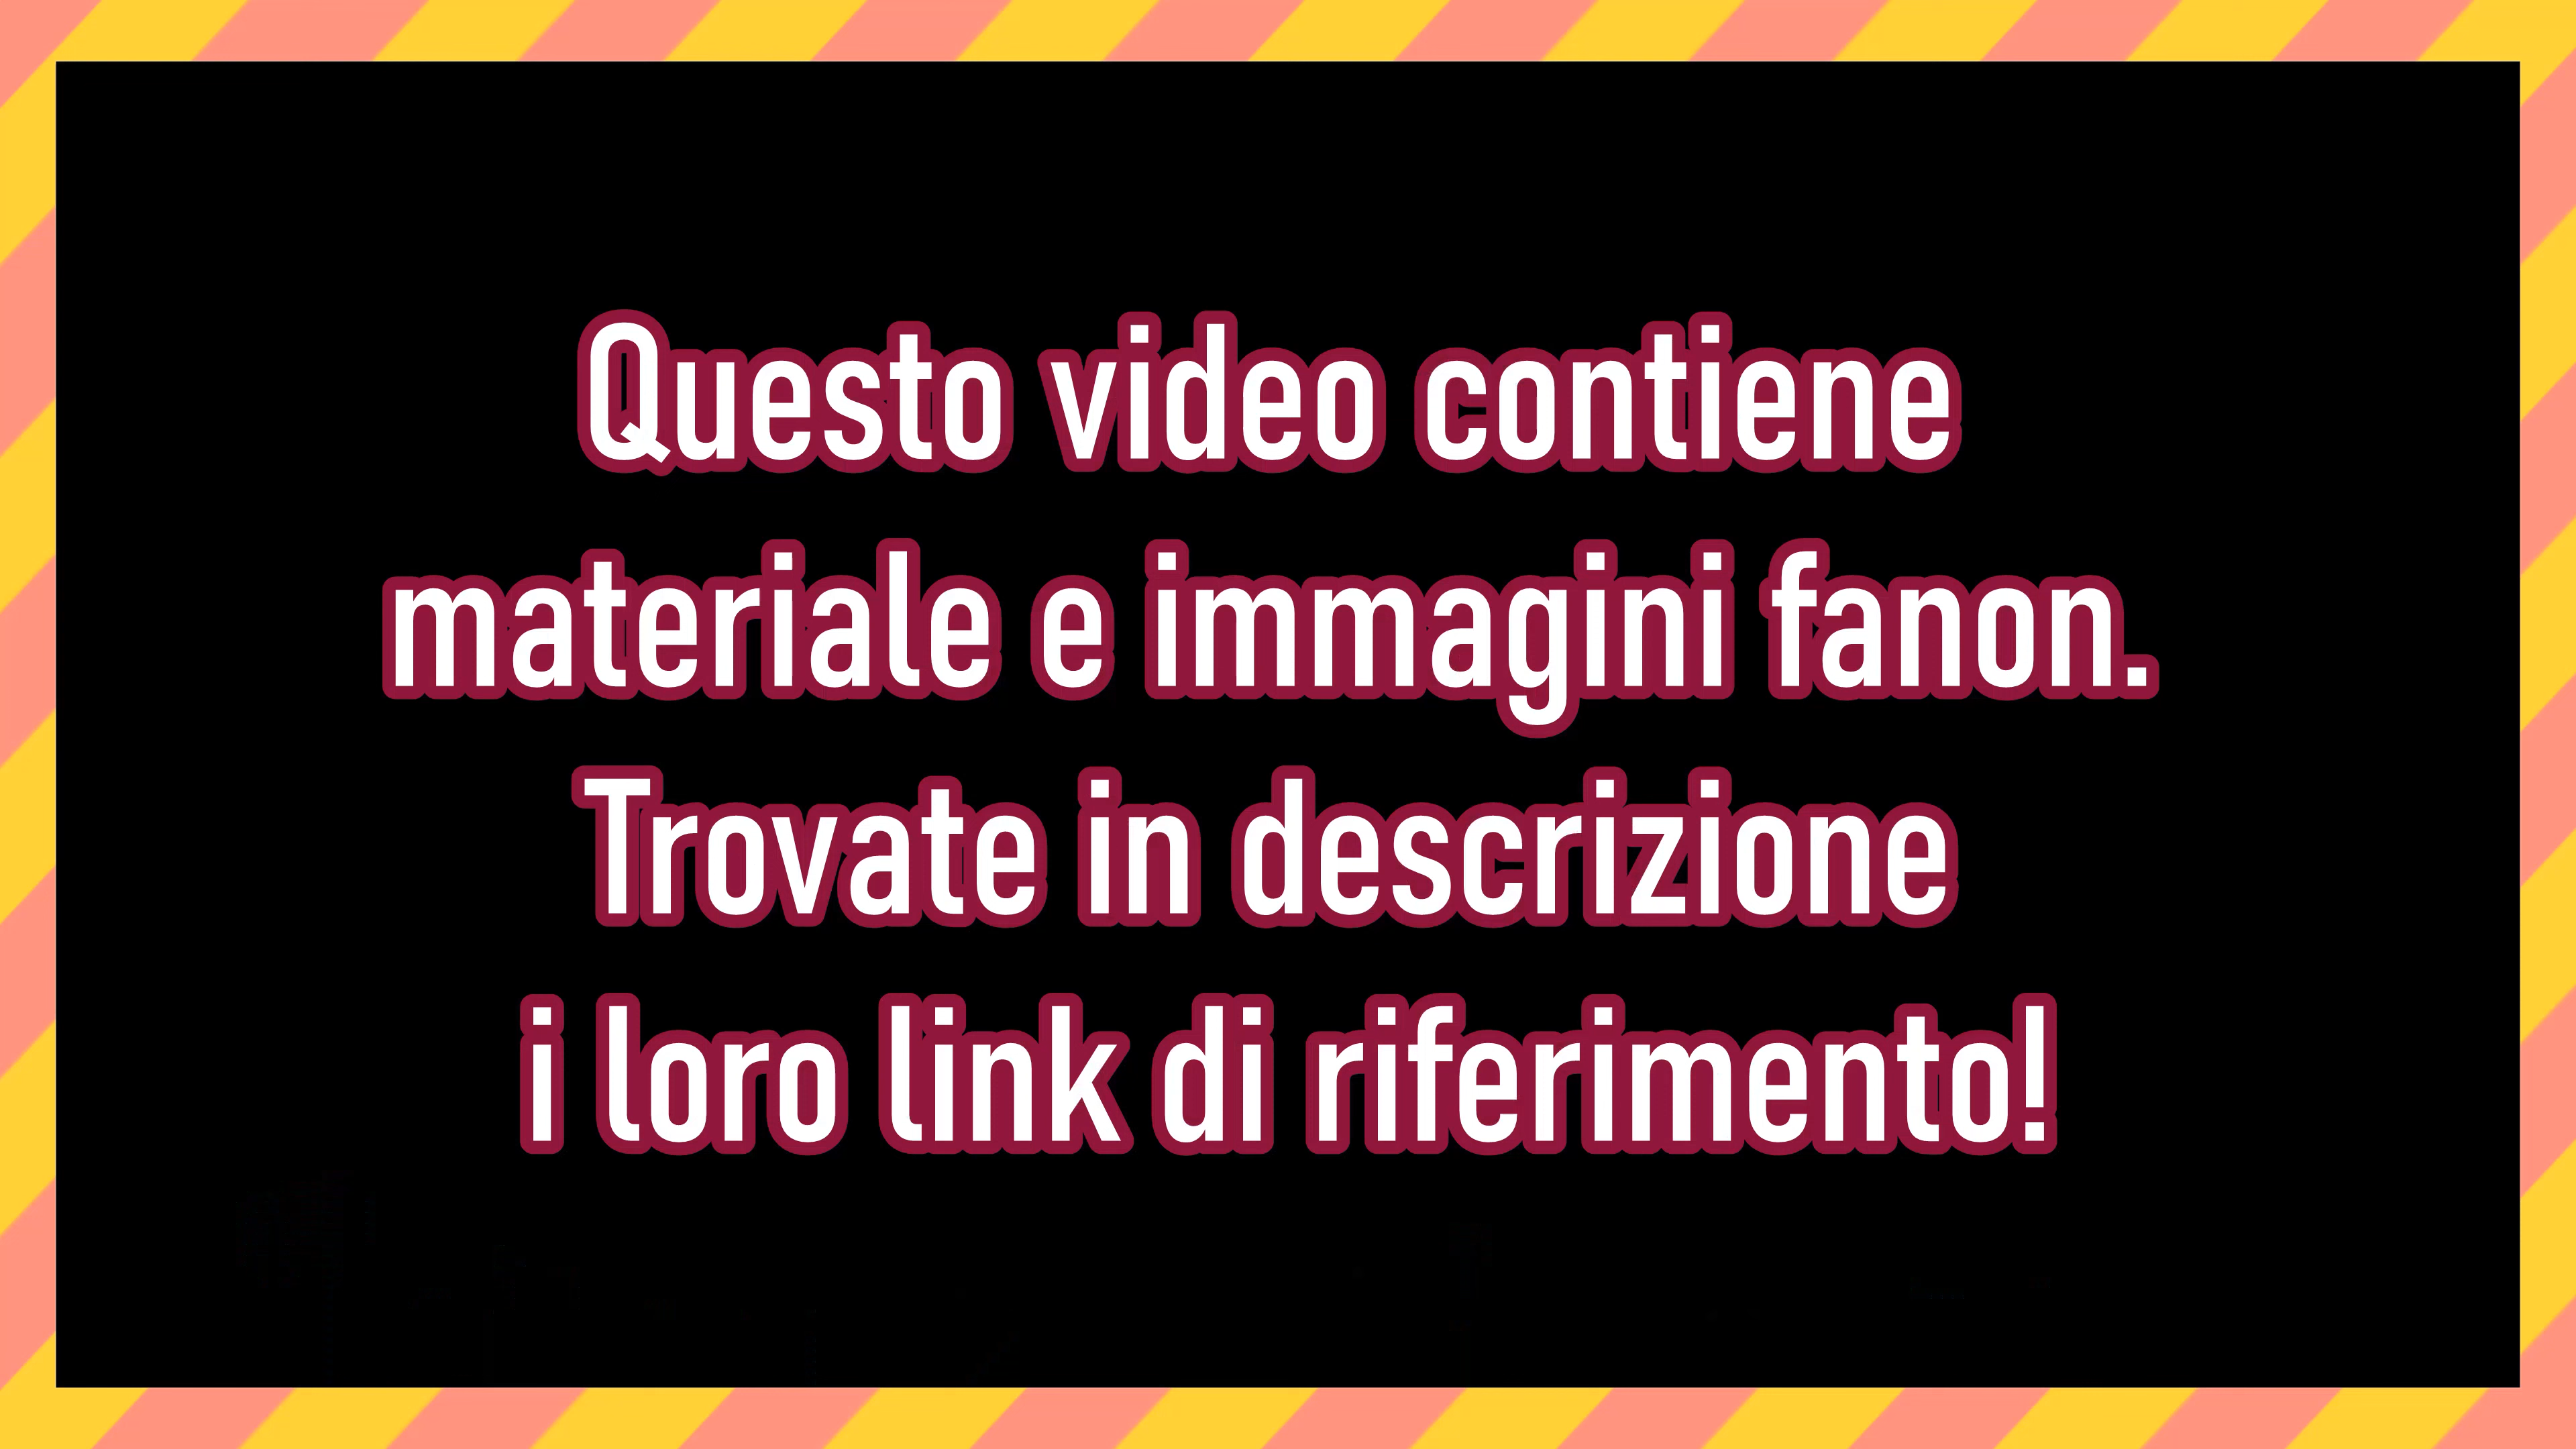 Questo video contiene
materiale e immagini fanon.
Trovate in descrizione
i loro link di riferimento!